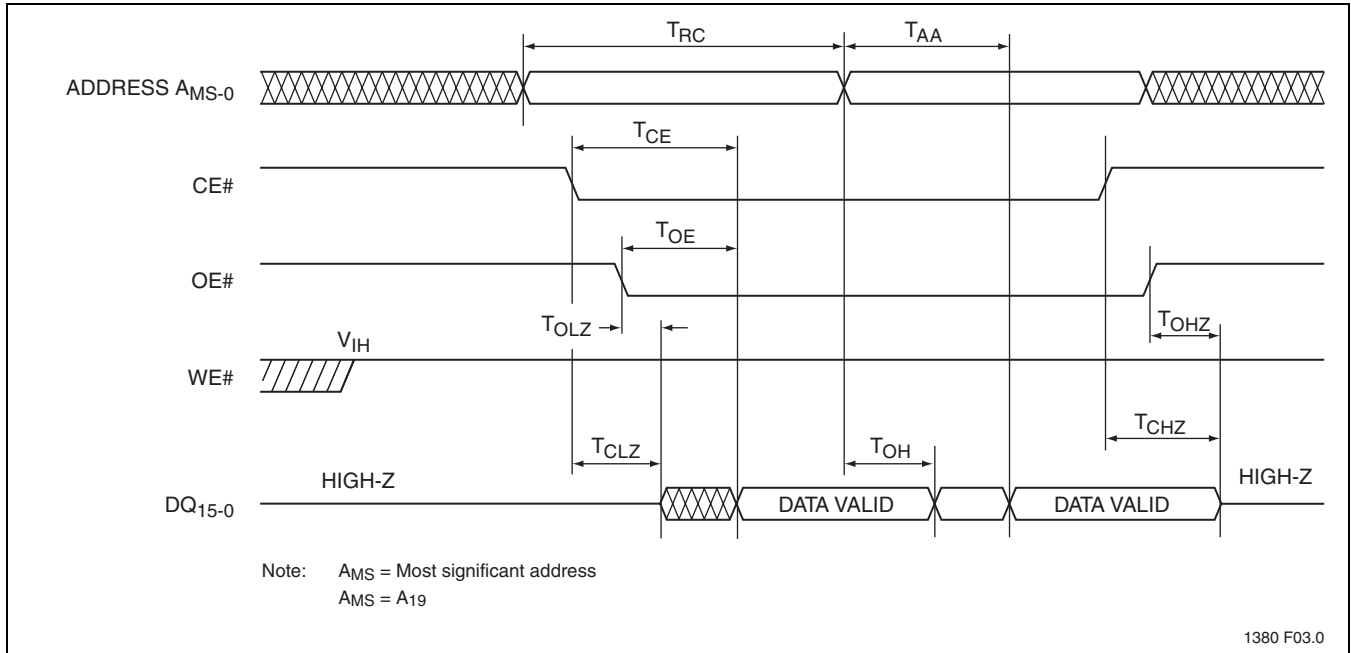 TRC TAA
ADDRESS AMS-0
TCE
CE#
TOE
OE#
TOLZ TOHZ
VIH
WE#
TCLZ TOH TCHZ
HIGH-Z HIGH-Z
DQ15-0 DATA VALID DATA VALID
Note: AMS = Most significant address
AMS = A19
1380 F03.0